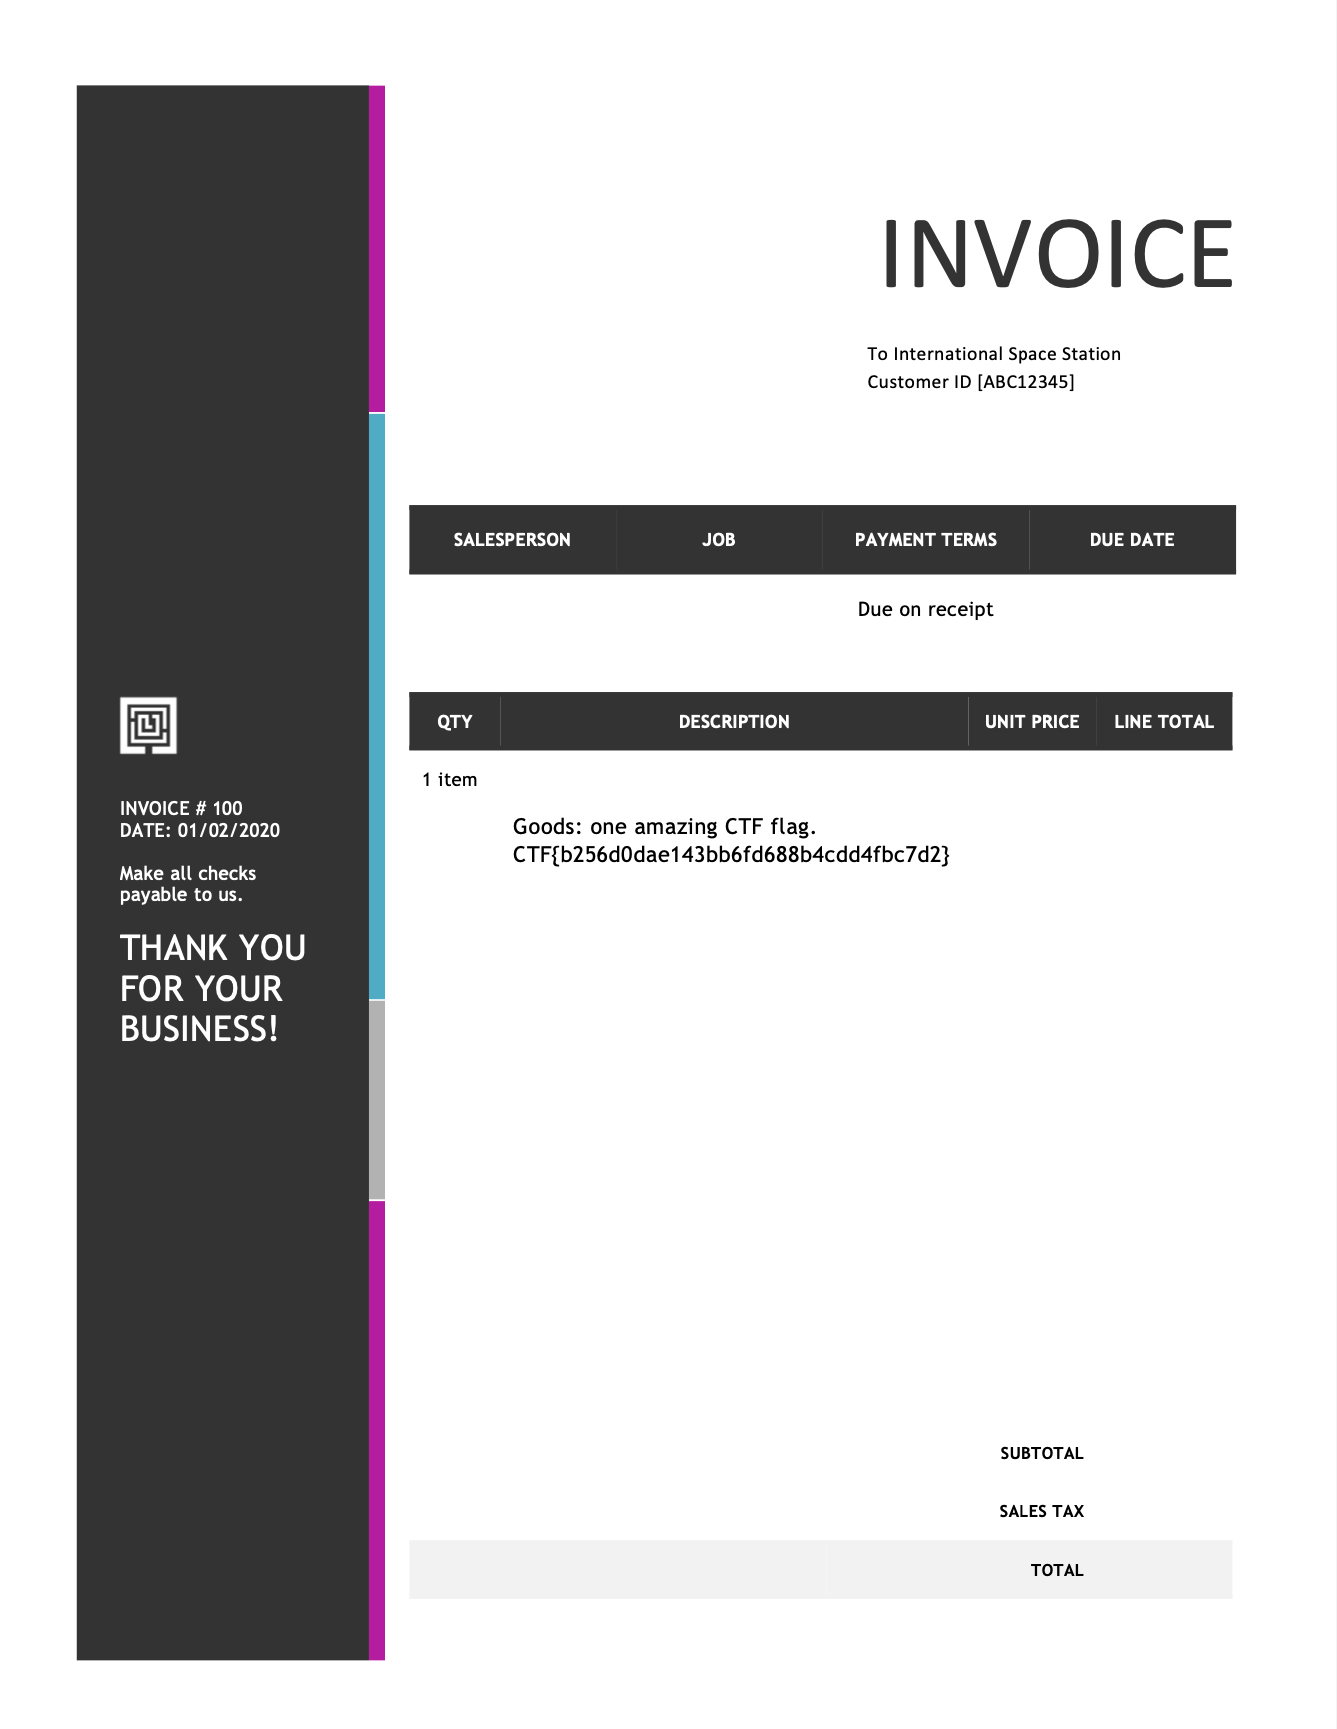 INVOICE
To International Space Station
Customer ID [ABC12345]
SALESPERSON JOB PAYMENT TERMS DUE DATE
Due on receipt
QTY DESCRIPTION UNIT PRICE LINE TOTAL
1 item
Goods: one amazing CTF flag.
CTF{b256d0dae143bb6fd688b4cdd4fbc7d2}
INVOICE # 100
DATE: 01/02/2020
Make all checks
payable to us.
THANK YOU
FOR YOUR
BUSINESS!
SUBTOTAL
SALES TAX
TOTAL